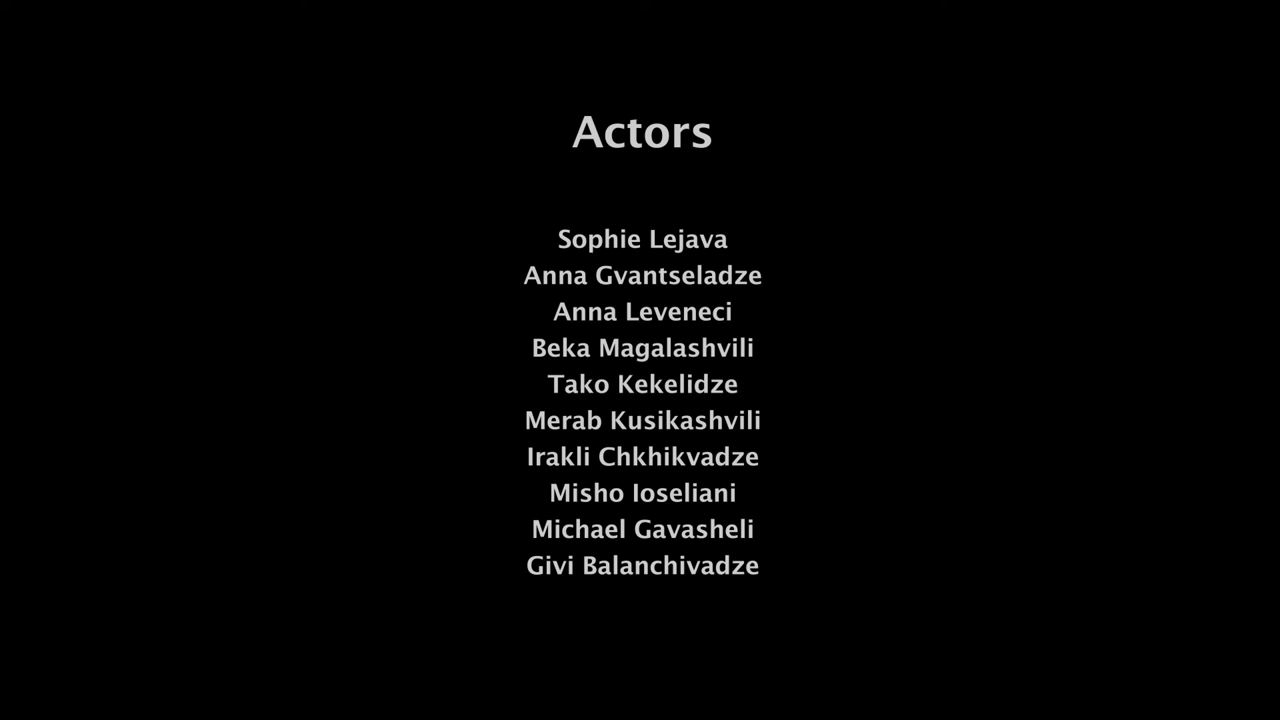 Actors
Sophie Lejava
Anna Gvantseladze
Anna Leveneci
Beka Magalashvili
Tako Kekelidze
Merab Kusikashvili
Irakli Chkhikvadze
Misho Ioseliani
Michael Gavasheli
Givi Balanchivadze